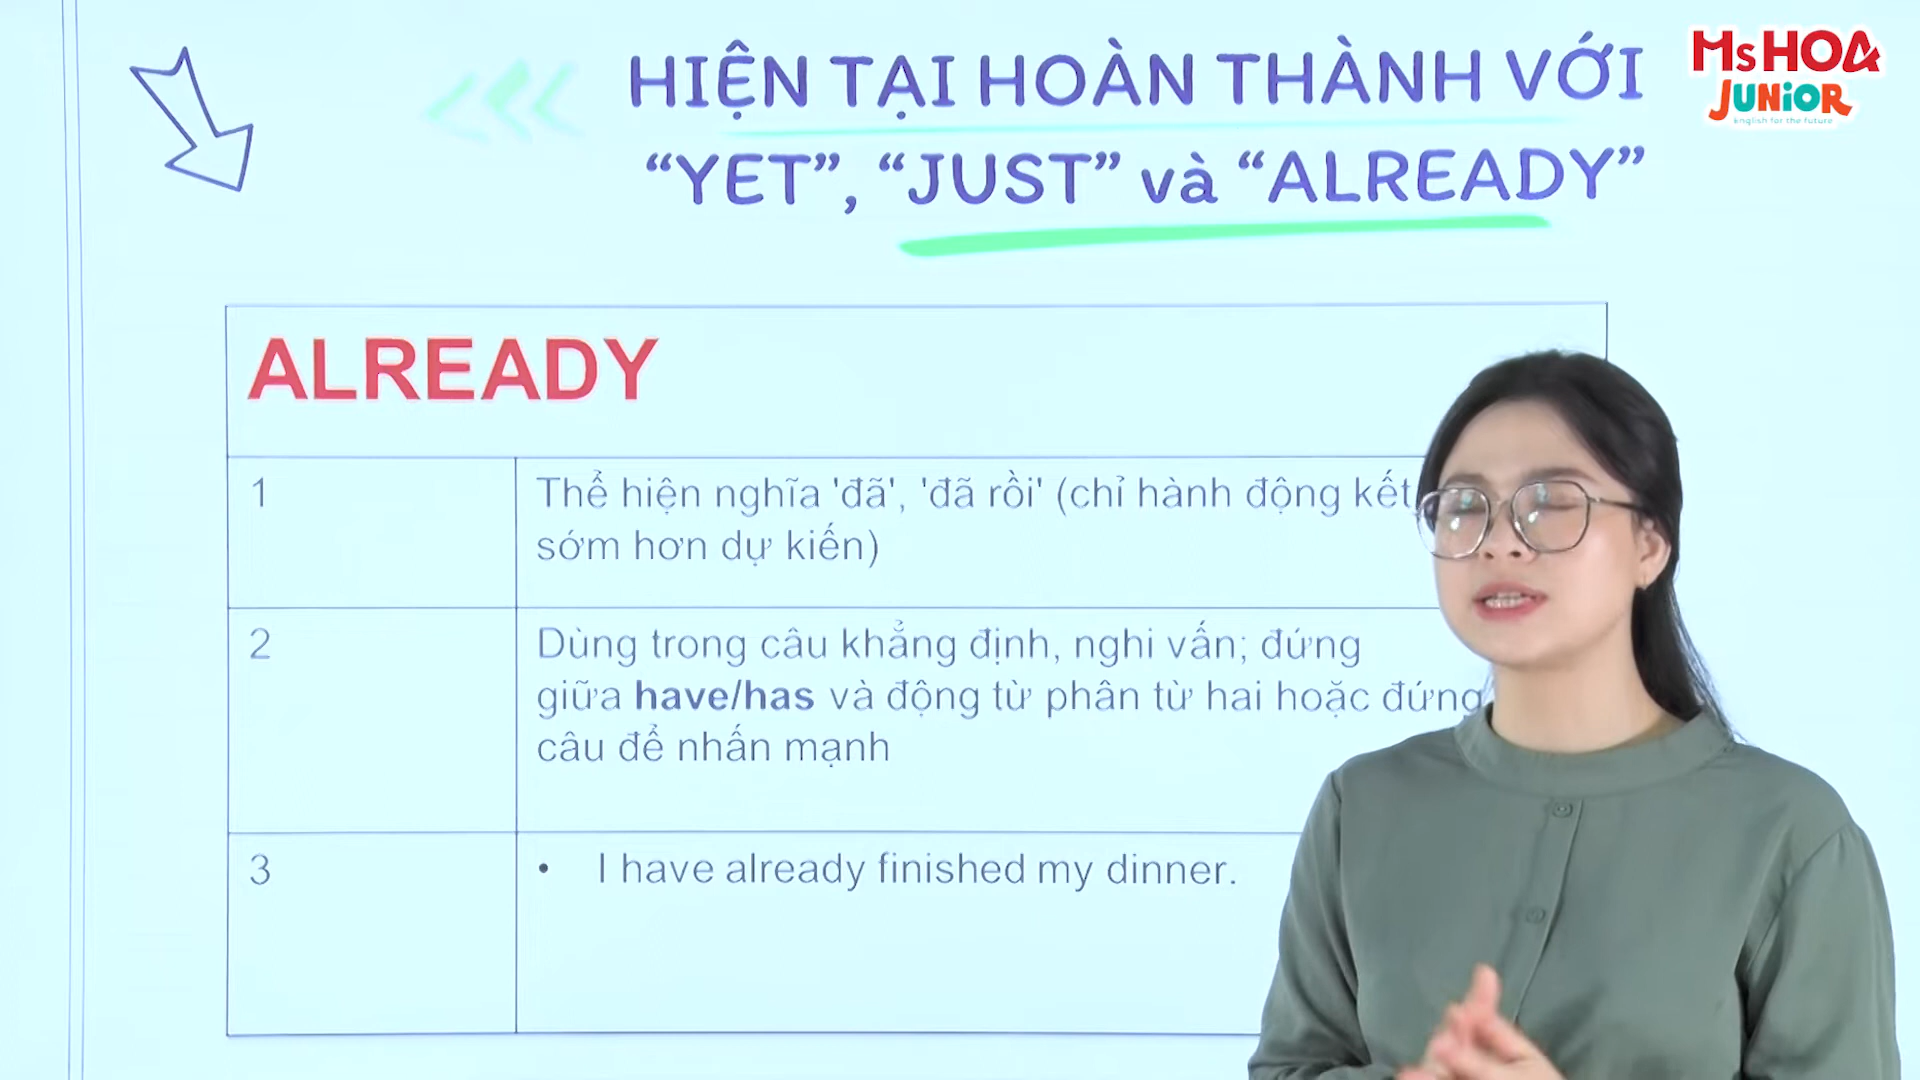 HIỆN TẠI HOÀN THÀNH VỚI
“YET”, “JUST” và “ALREADY”
MsHOA
JUNiOR
English for the future
ALREADY
1
Thể hiện nghĩa 'đã', 'đã rồi' (chỉ hành động kết
sớm hơn dự kiến)
2
Dùng trong câu khẳng định, nghi vấn; đứng
giữa have/has và động từ phân từ hai hoặc đứng
câu để nhấn mạnh
3
• I have already finished my dinner.